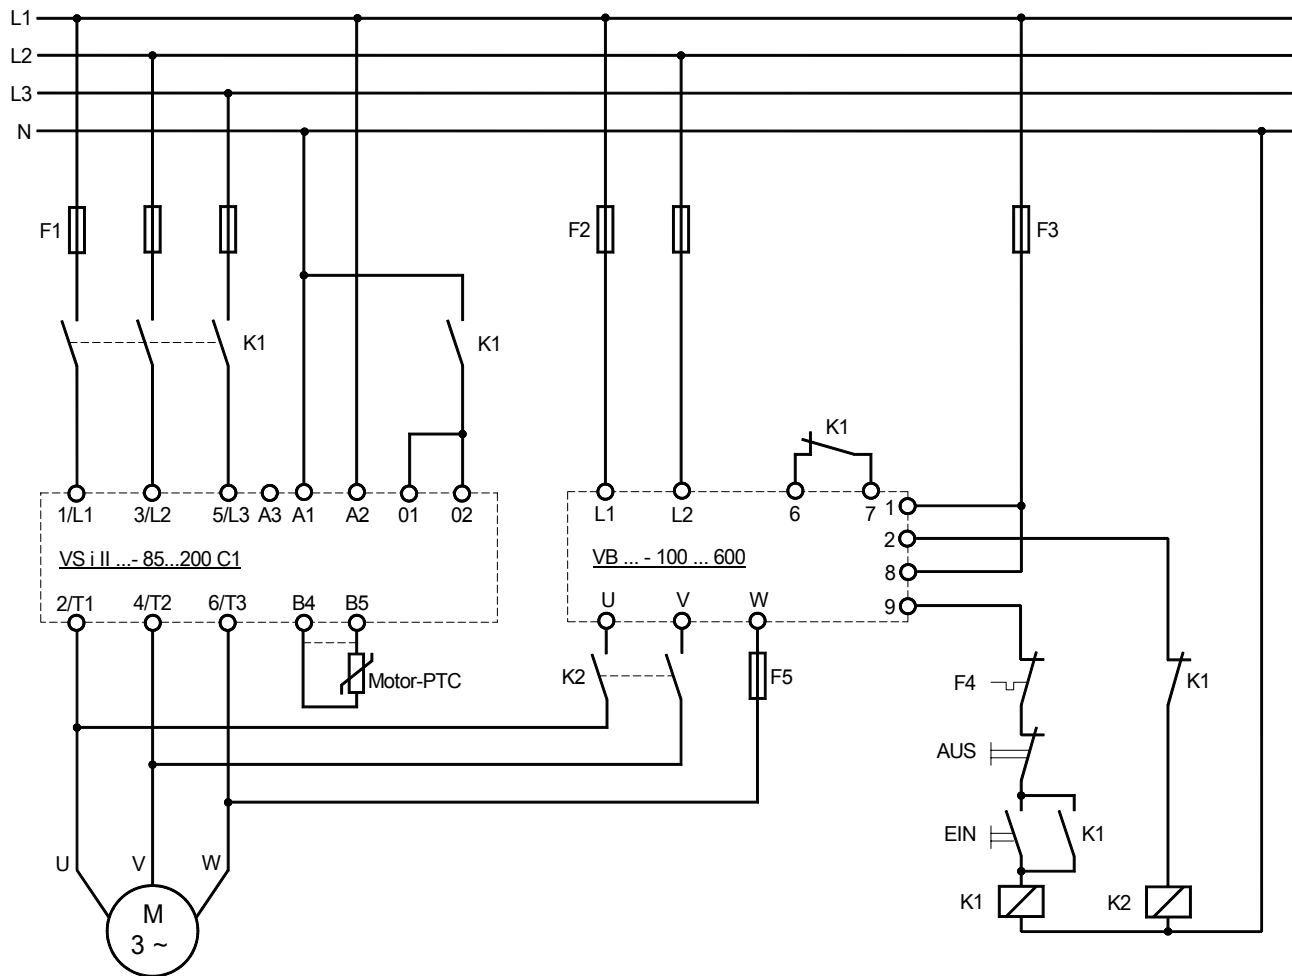 L1
L2
L3
N
F1
F2
F3
K1
K1
K1
1/L1
3/L2
5/L3
A3
A1
A2
01
02
L1
L2
6
7
1
2
8
9
VS i II ...- 85...200 C1
VB ... - 100 ... 600
2/T1
4/T2
6/T3
B4
B5
U
V
W
Motor-PTC
K2
F5
F4
K1
AUS
EIN
K1
U
V
W
K1
K2
M
3 ~